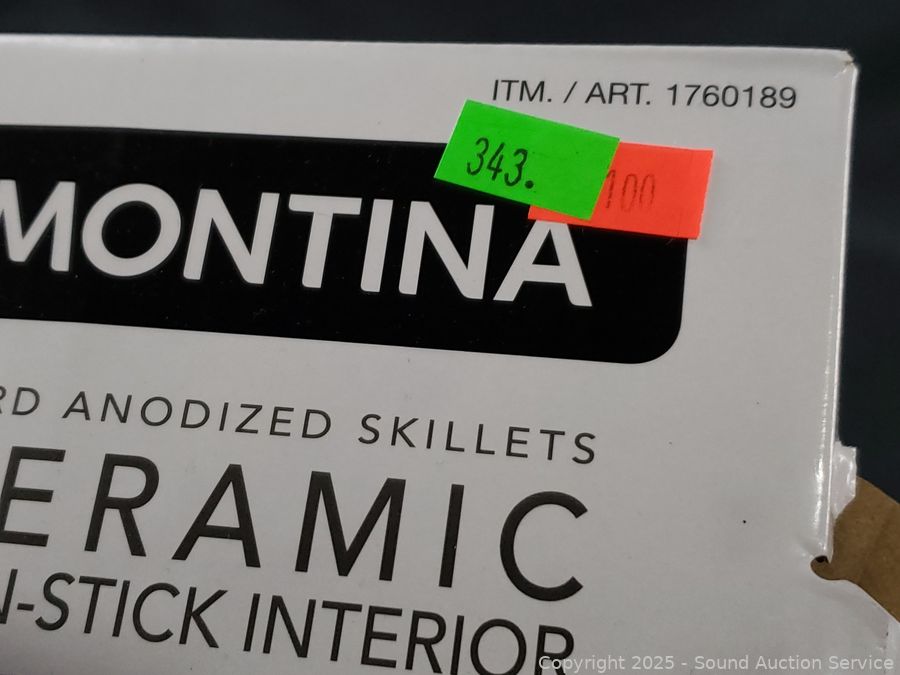 ITM. / ART. 1760189
343.
100
MONTINA
RD ANODIZED SKILLETS
ERAMIC
N-STICK INTERIOR
Copyright 2025 - Sound Auction Service